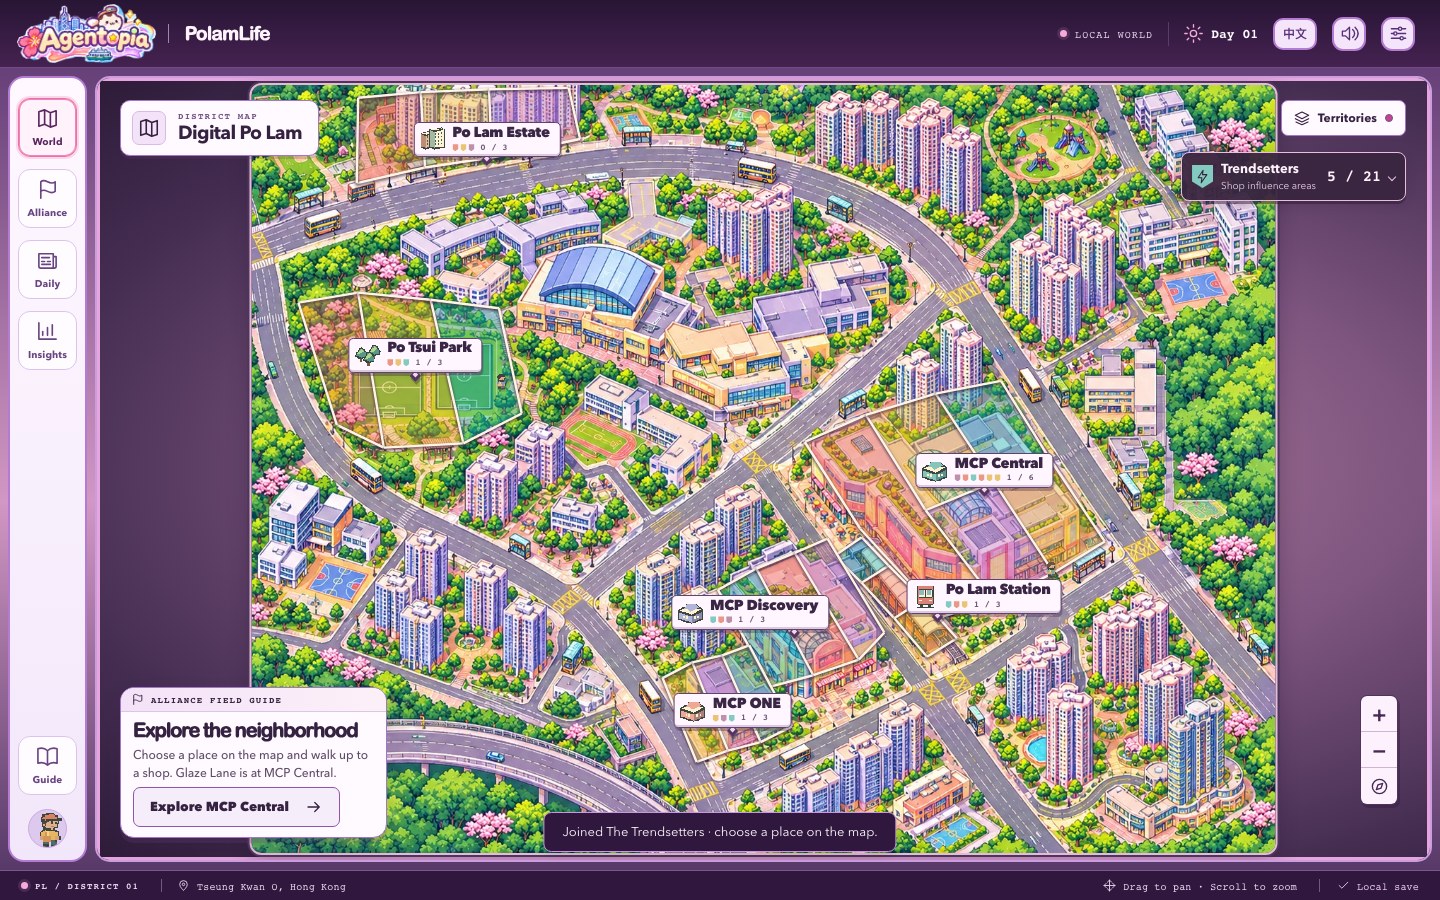 Agentopia
PolamLife
LOCAL WORLD
Day 01
中文
World
Alliance
Daily
Insights
Guide
DISTRICT MAP
Digital Po Lam
Territories
Trendsetters
Shop influence areas
5 / 21
Po Lam Estate
0 / 3
Po Tsui Park
1 / 3
MCP Central
1 / 6
Po Lam Station
1 / 3
MCP Discovery
1 / 3
MCP ONE
1 / 3
ALLIANCE FIELD GUIDE
Explore the neighborhood
Choose a place on the map and walk up to
a shop. Glaze Lane is at MCP Central.
Explore MCP Central →
+
−
Joined The Trendsetters · choose a place on the map.
PL / DISTRICT 01
Tseung Kwan O, Hong Kong
Drag to pan · Scroll to zoom
Local save